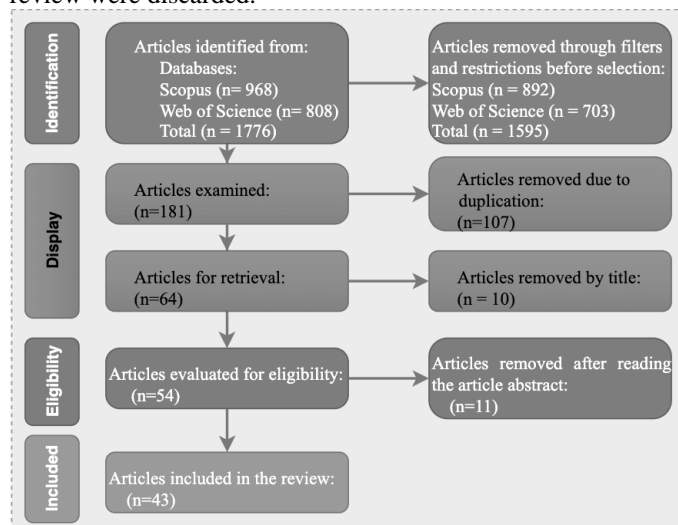 review were discarded.
Identification
Articles identified from:
Databases:
Scopus (n= 968)
Web of Science (n= 808)
Total (n = 1776)
Articles removed through filters
and restrictions before selection:
Scopus (n = 892)
Web of Science (n = 703)
Total (n = 1595)
Display
Articles examined:
(n=181)
Articles removed due to
duplication:
(n=107)
Articles for retrieval:
(n=64)
Articles removed by title:
(n = 10)
Eligibility
Articles evaluated for eligibility:
(n=54)
Articles removed after reading
the article abstract:
(n=11)
Included
Articles included in the review:
(n=43)